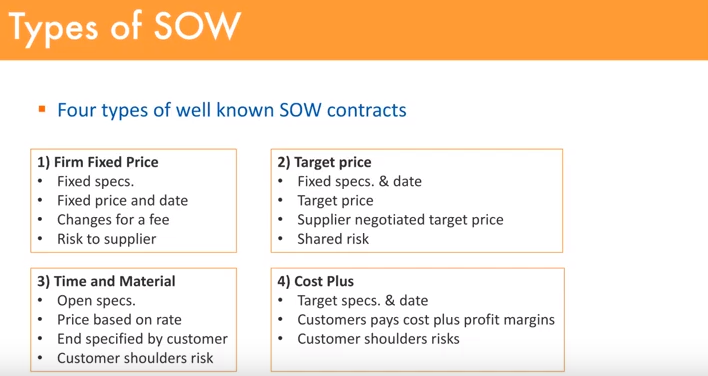 Types of SOW
▪ Four types of well known SOW contracts
1) Firm Fixed Price
• Fixed specs.
• Fixed price and date
• Changes for a fee
• Risk to supplier
2) Target price
• Fixed specs. & date
• Target price
• Supplier negotiated target price
• Shared risk
3) Time and Material
• Open specs.
• Price based on rate
• End specified by customer
• Customer shoulders risk
4) Cost Plus
• Target specs. & date
• Customers pays cost plus profit margins
• Customer shoulders risks